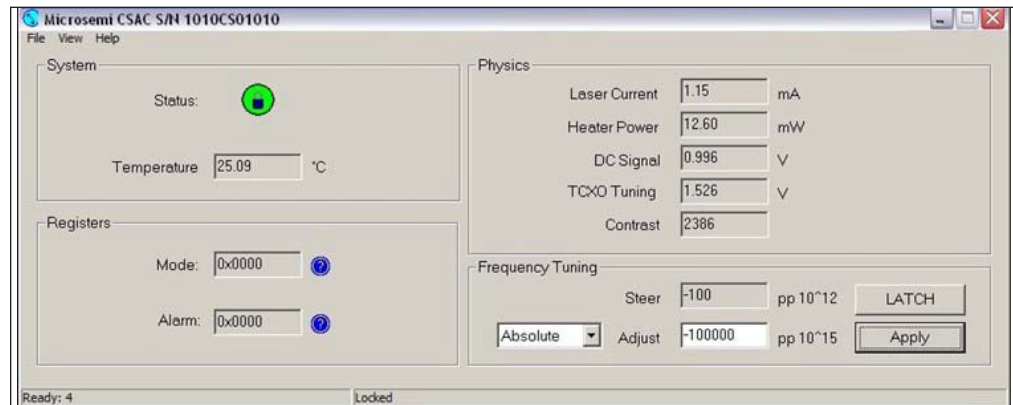 Microsemi CSAC S/N 1010CS01010
File View Help
System
Status:
Temperature 25.09 °C
Registers
Mode: 0x0000 ?
Alarm: 0x0000 ?
Physics
Laser Current 1.15 mA
Heater Power 12.60 mW
DC Signal 0.996 V
TCXO Tuning 1.526 V
Contrast 2386
Frequency Tuning
Steer -100 pp 10^12 LATCH
Absolute Adjust -100000 pp 10^15 Apply
Ready: 4 Locked